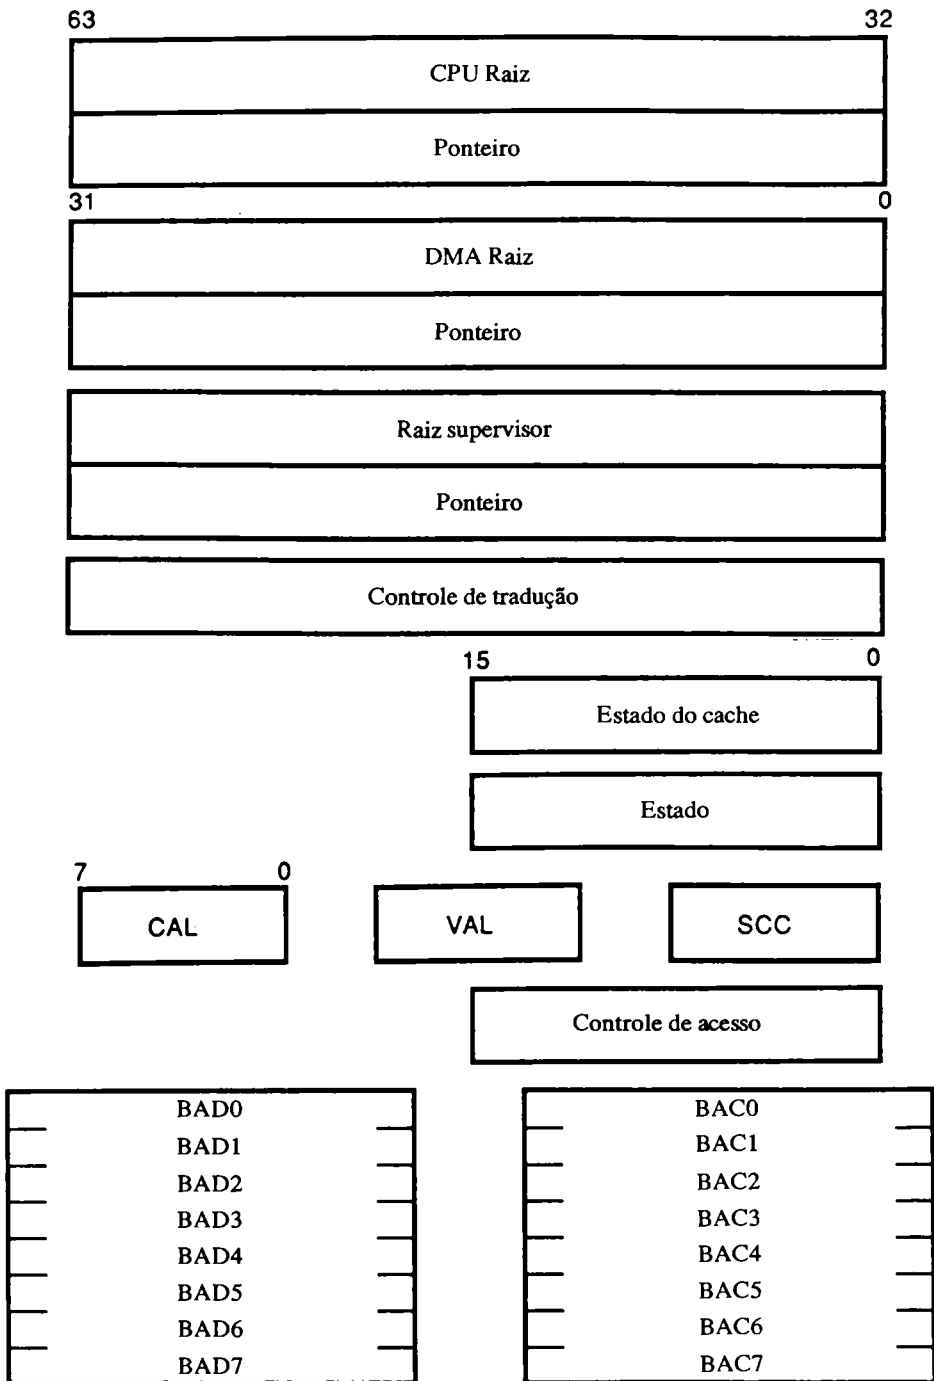 63 32
CPU Raiz
Ponteiro
31 0
DMA Raiz
Ponteiro
Raiz supervisor
Ponteiro
Controle de tradução
15 0
Estado do cache
Estado
7 0
CAL VAL SCC
Controle de acesso
BAD0 BAC0
BAD1 BAC1
BAD2 BAC2
BAD3 BAC3
BAD4 BAC4
BAD5 BAC5
BAD6 BAC6
BAD7 BAC7